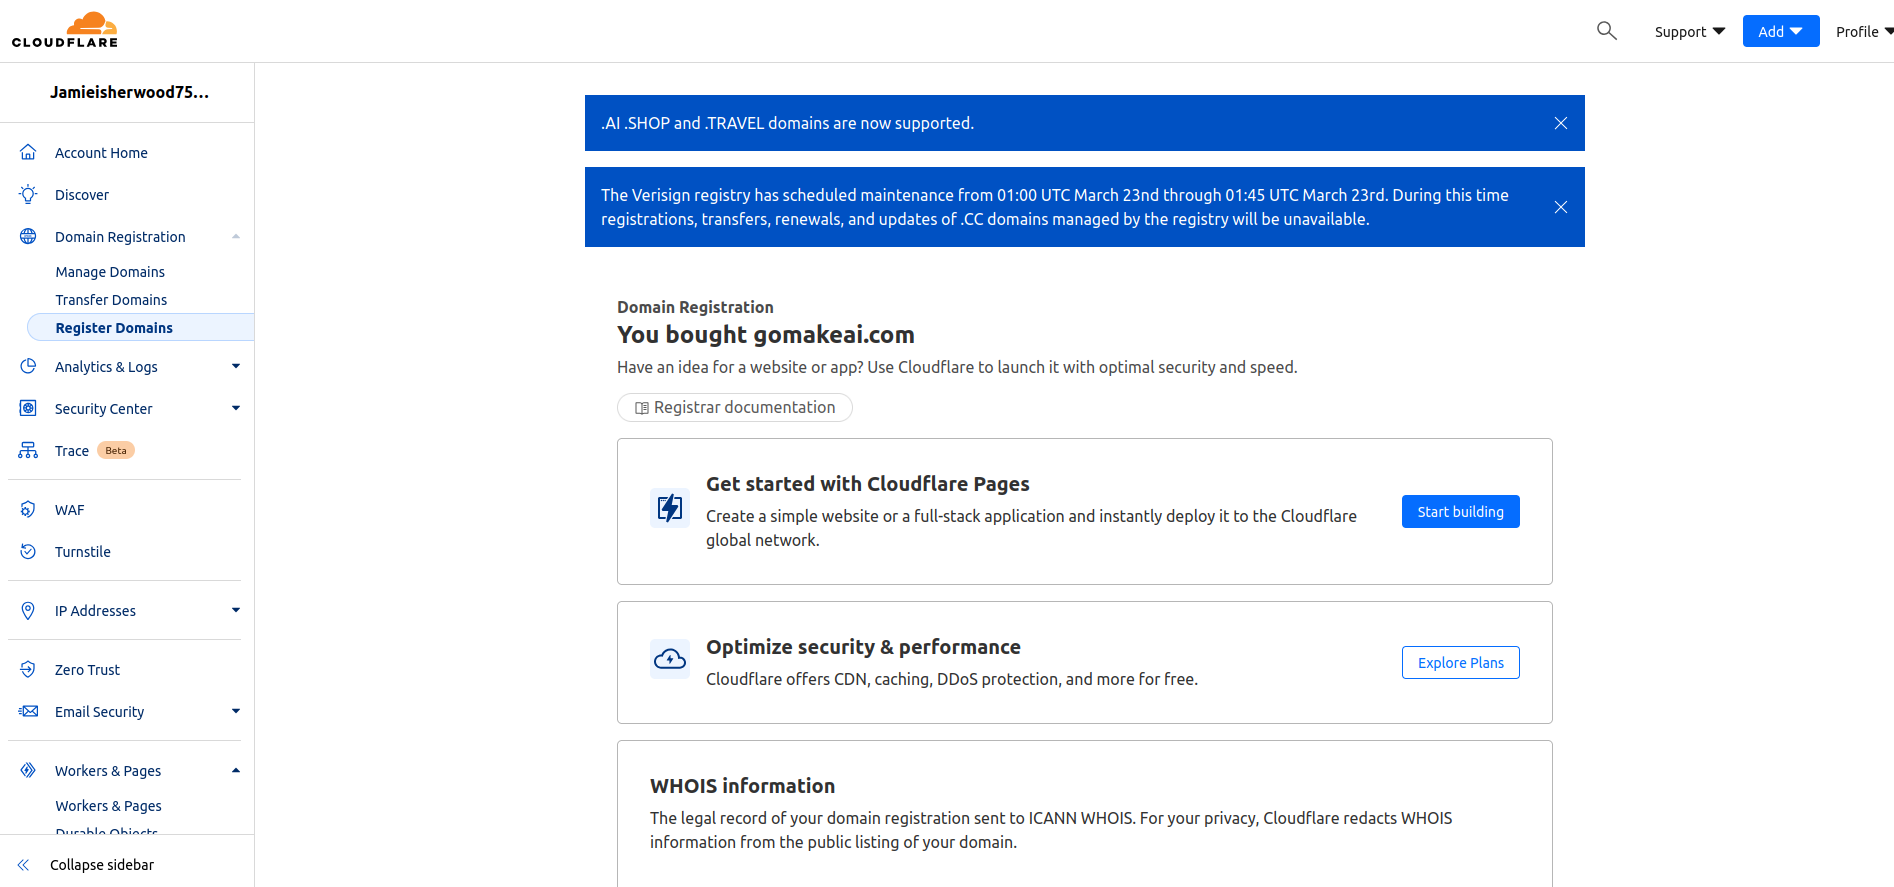 CLOUDFLARE
Support
Add
Profile
Jamieisherwood75...
Account Home
Discover
Domain Registration
Manage Domains
Transfer Domains
Register Domains
Analytics & Logs
Security Center
Trace Beta
WAF
Turnstile
IP Addresses
Zero Trust
Email Security
Workers & Pages
Workers & Pages
Durable Objects
Collapse sidebar
.AI .SHOP and .TRAVEL domains are now supported.
The Verisign registry has scheduled maintenance from 01:00 UTC March 23nd through 01:45 UTC March 23rd. During this time
registrations, transfers, renewals, and updates of .CC domains managed by the registry will be unavailable.
Domain Registration
You bought gomakeai.com
Have an idea for a website or app? Use Cloudflare to launch it with optimal security and speed.
Registrar documentation
Get started with Cloudflare Pages
Create a simple website or a full-stack application and instantly deploy it to the Cloudflare
global network.
Start building
Optimize security & performance
Cloudflare offers CDN, caching, DDoS protection, and more for free.
Explore Plans
WHOIS information
The legal record of your domain registration sent to ICANN WHOIS. For your privacy, Cloudflare redacts WHOIS
information from the public listing of your domain.